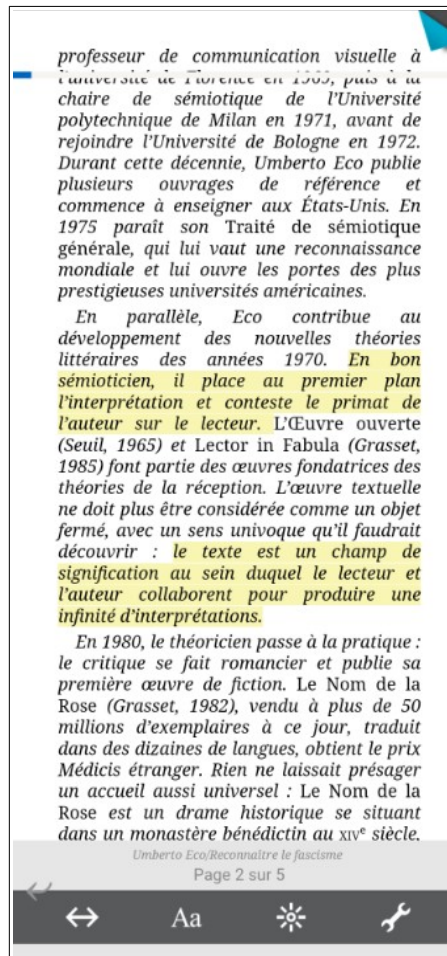 professeur de communication visuelle à
l'université de Florence en 1969, puis à la
chaire de sémiotique de l'Université
polytechnique de Milan en 1971, avant de
rejoindre l'Université de Bologne en 1972.
Durant cette décennie, Umberto Eco publie
plusieurs ouvrages de référence et
commence à enseigner aux États-Unis. En
1975 paraît son Traité de sémiotique
générale, qui lui vaut une reconnaissance
mondiale et lui ouvre les portes des plus
prestigieuses universités américaines.
En parallèle, Eco contribue au
développement des nouvelles théories
littéraires des années 1970. En bon
sémioticien, il place au premier plan
l'interprétation et conteste le primat de
l'auteur sur le lecteur. L'Œuvre ouverte
(Seuil, 1965) et Lector in Fabula (Grasset,
1985) font partie des œuvres fondatrices des
théories de la réception. L'œuvre textuelle
ne doit plus être considérée comme un objet
fermé, avec un sens univoque qu'il faudrait
découvrir : le texte est un champ de
signification au sein duquel le lecteur et
l'auteur collaborent pour produire une
infinité d'interprétations.
En 1980, le théoricien passe à la pratique :
le critique se fait romancier et publie sa
première œuvre de fiction. Le Nom de la
Rose (Grasset, 1982), vendu à plus de 50
millions d'exemplaires à ce jour, traduit
dans des dizaines de langues, obtient le prix
Médicis étranger. Rien ne laissait présager
un accueil aussi universel : Le Nom de la
Rose est un drame historique se situant
dans un monastère bénédictin au XIVe siècle,
Umberto Eco/Reconnaitre le fascisme
Page 2 sur 5
Aa